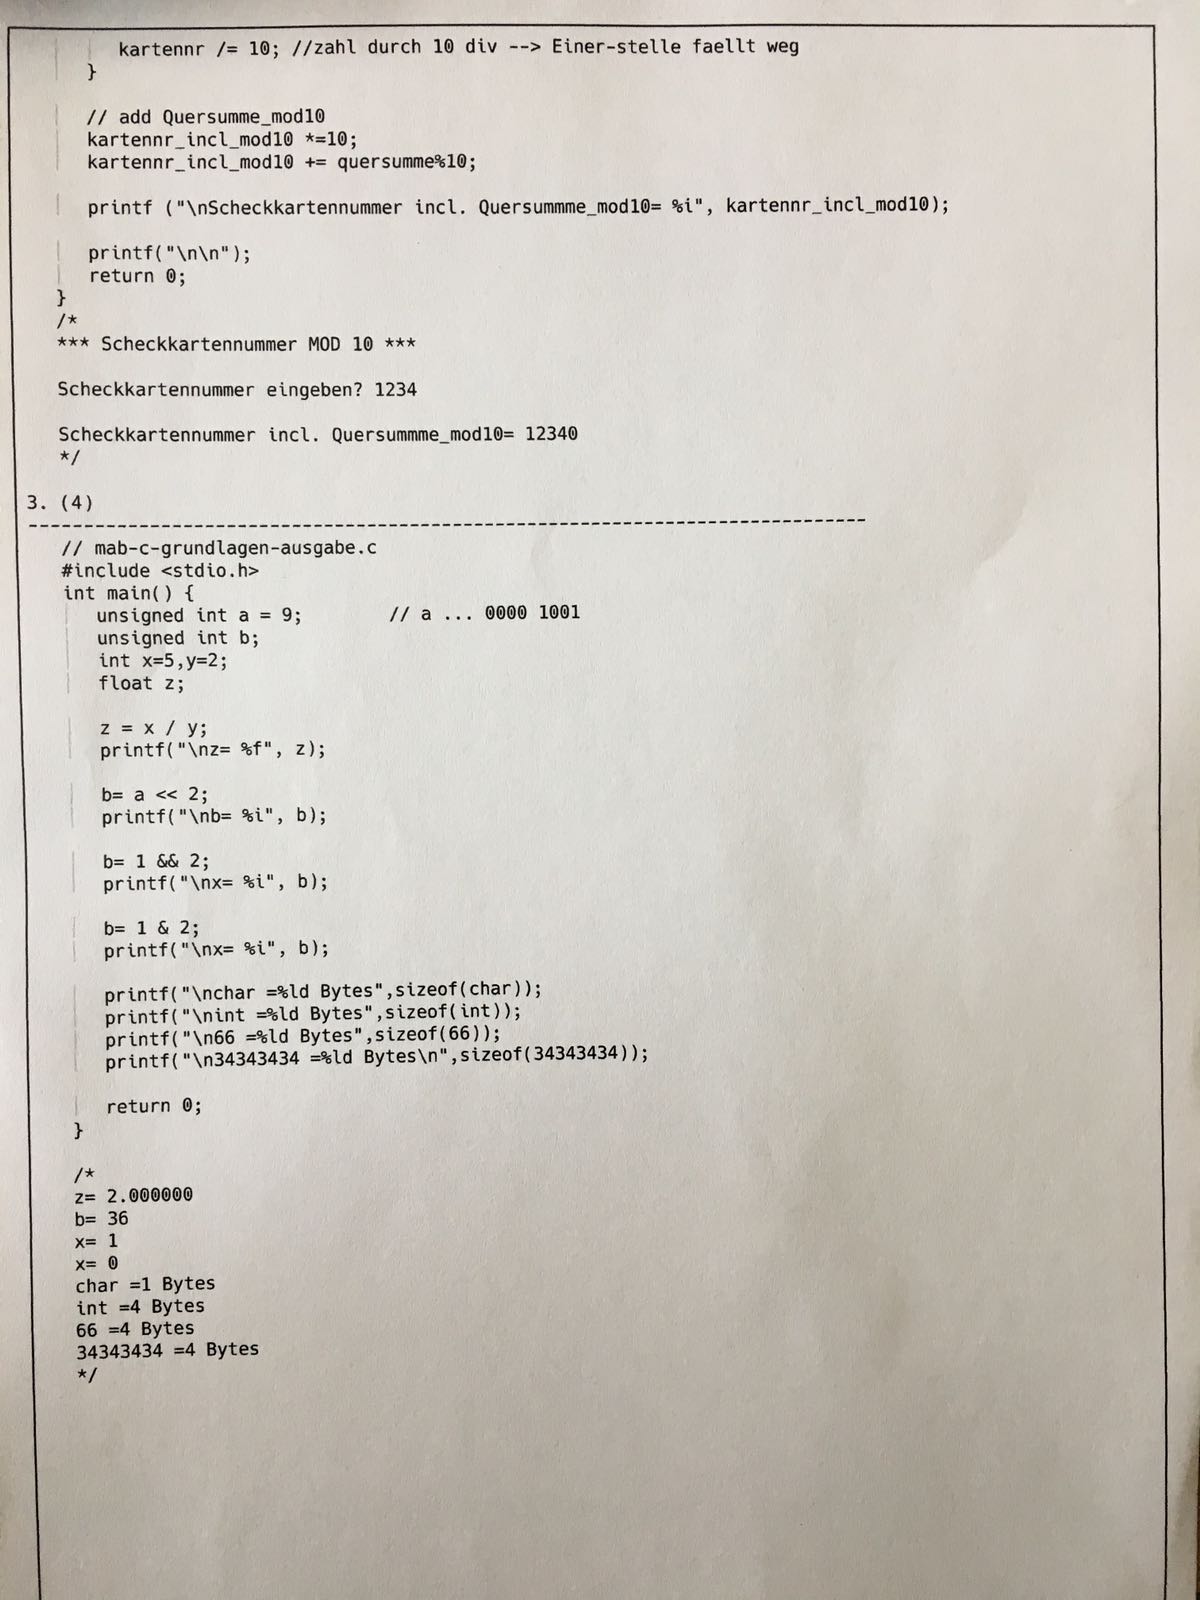 kartennr /= 10; //zahl durch 10 div --> Einer-stelle faellt weg
}
// add Quersumme_mod10
kartennr_incl_mod10 *=10;
kartennr_incl_mod10 += quersumme%10;
printf ("\nScheckkartennummer incl. Quersummme_mod10= %i", kartennr_incl_mod10);
printf("\n\n");
return 0;
}
/*
*** Scheckkartennummer MOD 10 ***
Scheckkartennummer eingeben? 1234
Scheckkartennummer incl. Quersummme_mod10= 12340
*/
3. (4)
----------------------------------------------------------------------------
// mab-c-grundlagen-ausgabe.c
#include <stdio.h>
int main() {
unsigned int a = 9; // a ... 0000 1001
unsigned int b;
int x=5,y=2;
float z;
z = x / y;
printf("\nz= %f", z);
b= a << 2;
printf("\nb= %i", b);
b= 1 && 2;
printf("\nx= %i", b);
b= 1 & 2;
printf("\nx= %i", b);
printf("\nchar =%ld Bytes",sizeof(char));
printf("\nint =%ld Bytes",sizeof(int));
printf("\n66 =%ld Bytes",sizeof(66));
printf("\n34343434 =%ld Bytes\n",sizeof(34343434));
return 0;
}
/*
z= 2.000000
b= 36
x= 1
x= 0
char =1 Bytes
int =4 Bytes
66 =4 Bytes
34343434 =4 Bytes
*/